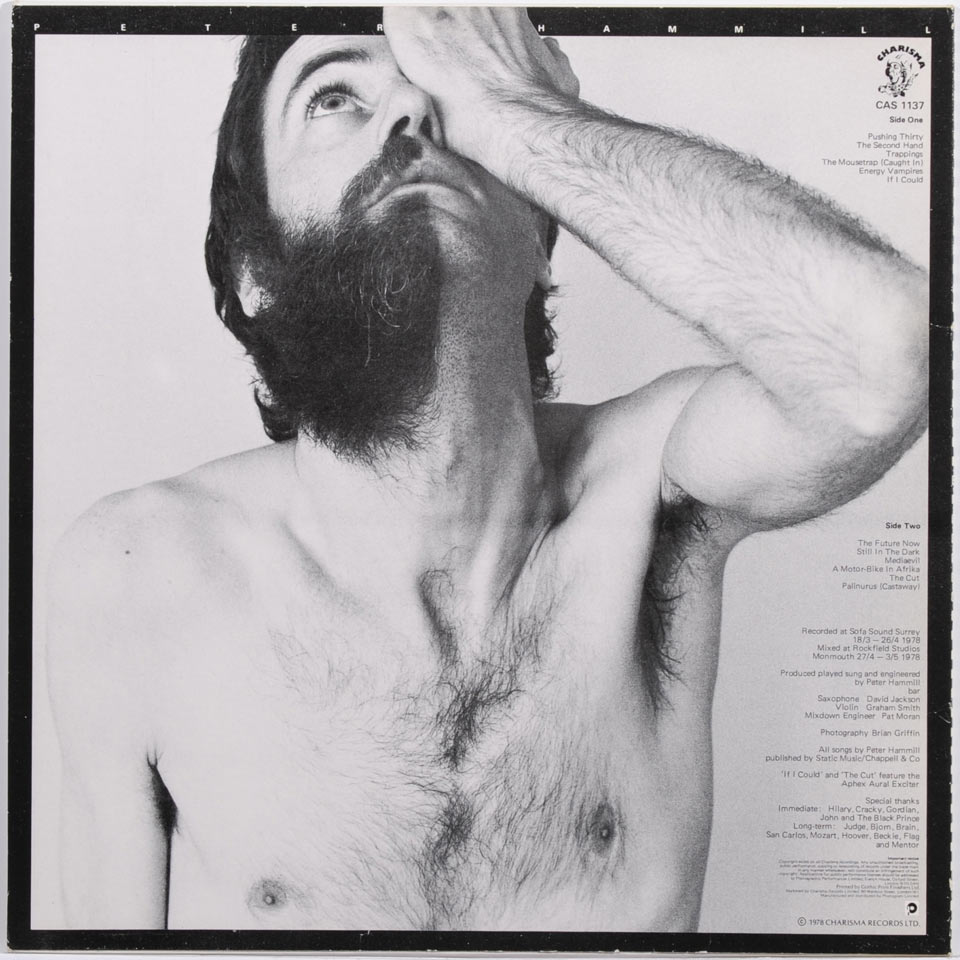 PETER HAMMILL
CHARISMA
CAS 1137
Side One
Pushing Thirty
The Second Hand
Trappings
The Mousetrap (Caught In)
Energy Vampires
If I Could
Side Two
The Future Now
Still In The Dark
Mediaevil
A Motor-Bike In Afrika
The Cut
Palinurus (Castaway)
Recorded at Sofa Sound Surrey
18/3 – 26/4 1978
Mixed at Rockfield Studios
Monmouth 27/4 – 3/5 1978
Produced played sung and engineered
by Peter Hammill
bar
Saxophone David Jackson
Violin Graham Smith
Mixdown Engineer Pat Moran
Photography Brian Griffin
All songs by Peter Hammill
published by Static Music/Chappell & Co
'If I Could' and 'The Cut' feature the
Aphex Aural Exciter
Special thanks
Immediate: Hilary, Cracky, Gordian,
John and The Black Prince
Long-term: Judge, Bjorn, Brain,
San Carlos, Mozart, Hoover, Beckie, Flag
and Mentor
Important notice
© 1978 CHARISMA RECORDS LTD.